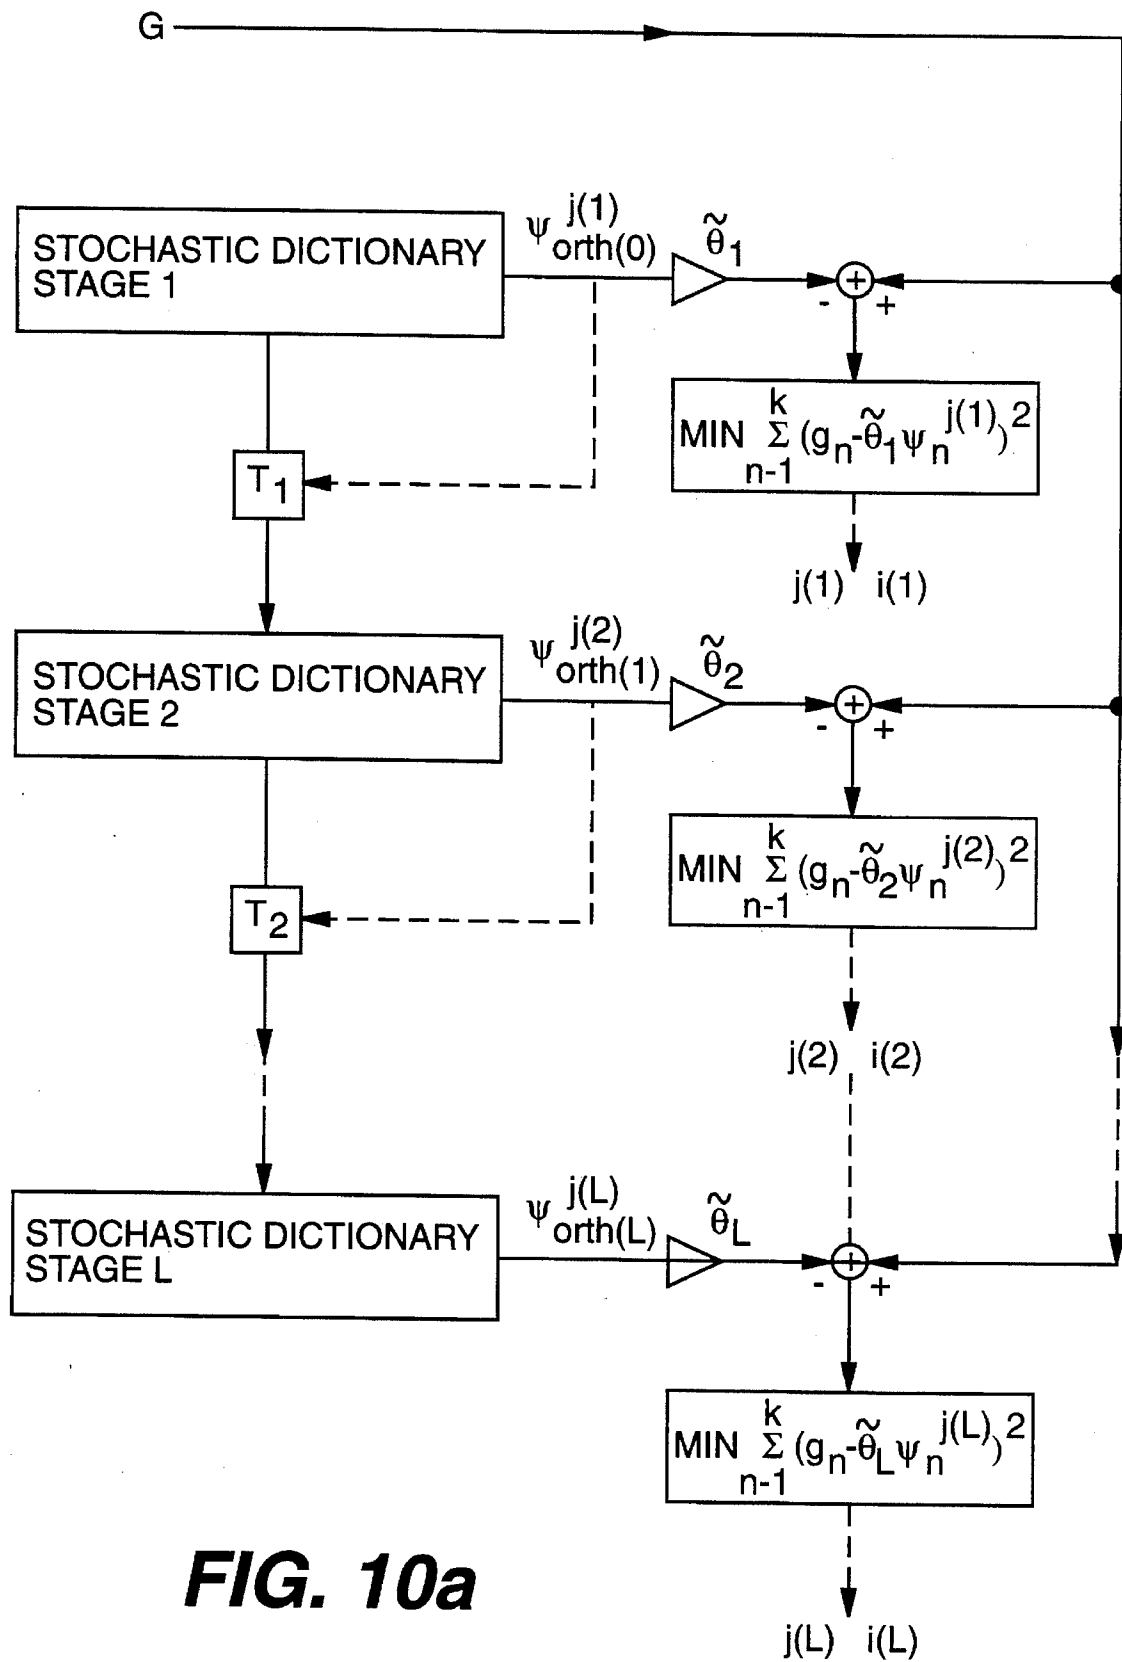 G
STOCHASTIC DICTIONARY
STAGE 1
ψ orth(0) j(1)
θ̃1
- + +
MIN Σ k n-1 (gn-θ̃1ψn j(1))2
T1
j(1) i(1)
STOCHASTIC DICTIONARY
STAGE 2
ψ orth(1) j(2)
θ̃2
- + +
MIN Σ k n-1 (gn-θ̃2ψn j(2))2
T2
j(2) i(2)
STOCHASTIC DICTIONARY
STAGE L
ψ orth(L) j(L)
θ̃L
- + +
MIN Σ k n-1 (gn-θ̃Lψn j(L))2
j(L) i(L)
FIG. 10a